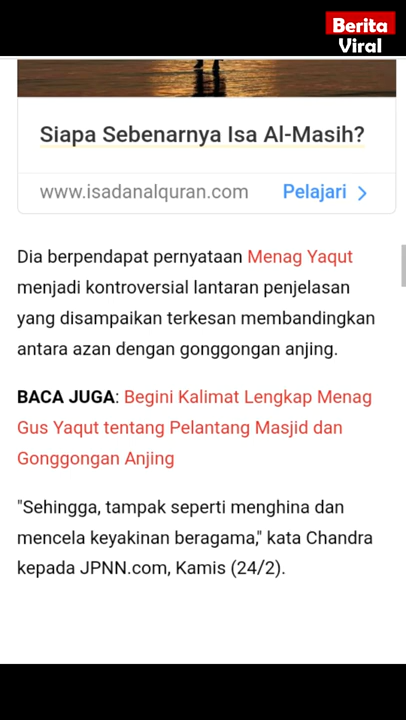 Berita
Viral
Siapa Sebenarnya Isa Al-Masih?
www.isadanalquran.com
Pelajari
Dia berpendapat pernyataan Menag Yaqut
menjadi kontroversial lantaran penjelasan
yang disampaikan terkesan membandingkan
antara azan dengan gonggongan anjing.
BACA JUGA: Begini Kalimat Lengkap Menag
Gus Yaqut tentang Pelantang Masjid dan
Gonggongan Anjing
"Sehingga, tampak seperti menghina dan
mencela keyakinan beragama," kata Chandra
kepada JPNN.com, Kamis (24/2).